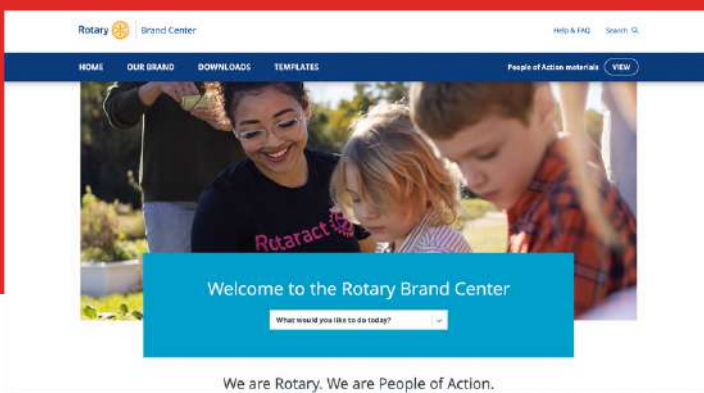 Rotary | Brand Center
Help & FAQ Search
HOME OUR BRAND DOWNLOADS TEMPLATES People of Action materials VIEW
Rotaract
Welcome to the Rotary Brand Center
What would you like to do today?
We are Rotary. We are People of Action.